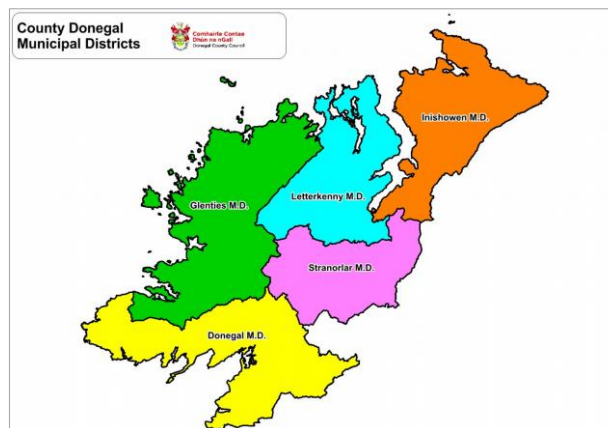 County Donegal
Municipal Districts
Comhairle Contae
Dhún na nGall
Donegal County Council
Inishowen M.D.
Letterkenny M.D.
Glenties M.D.
Stranorlar M.D.
Donegal M.D.